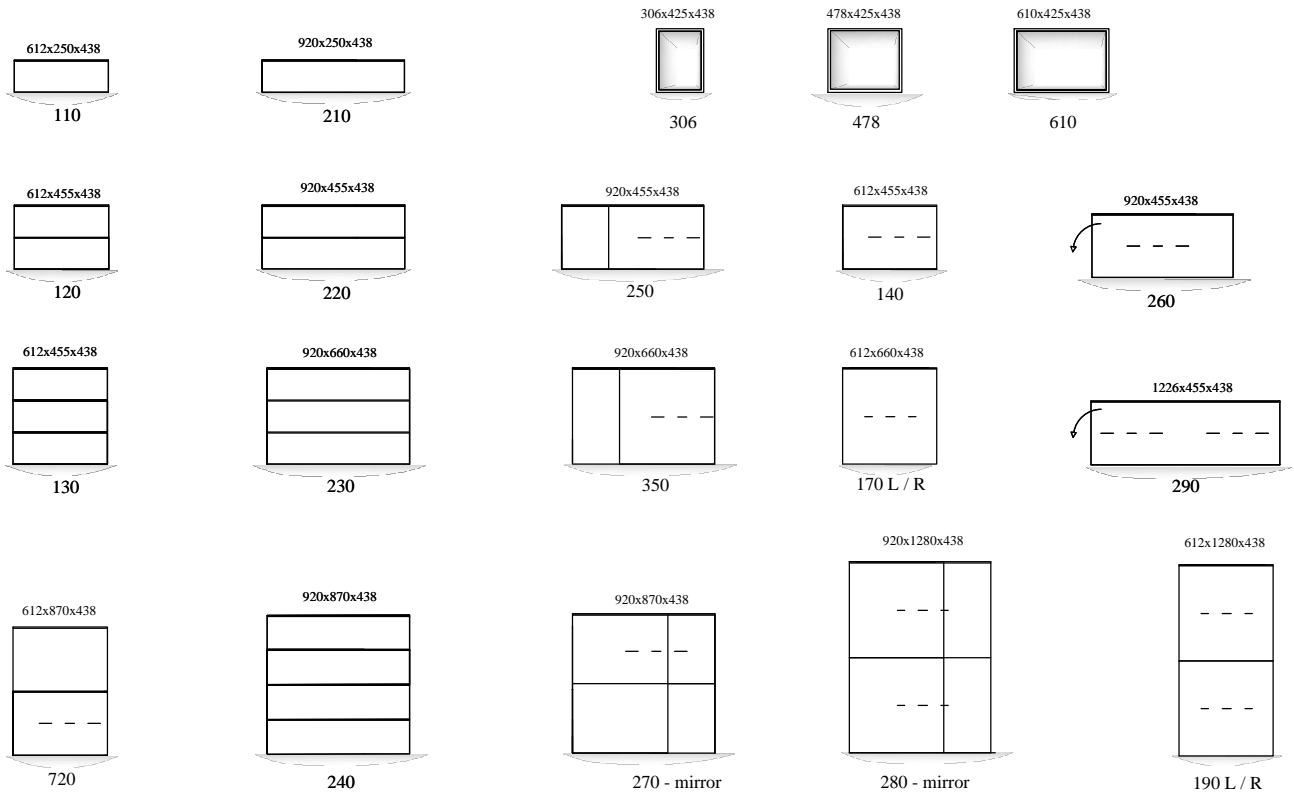 306x425x438
478x425x438
610x425x438
612x250x438
920x250x438
110
210
306
478
610
612x455x438
920x455x438
920x455x438
612x455x438
920x455x438
120
220
250
140
260
612x455x438
920x660x438
920x660x438
612x660x438
1226x455x438
130
230
350
170 L / R
290
612x870x438
920x870x438
920x870x438
920x1280x438
612x1280x438
720
240
270 - mirror
280 - mirror
190 L / R